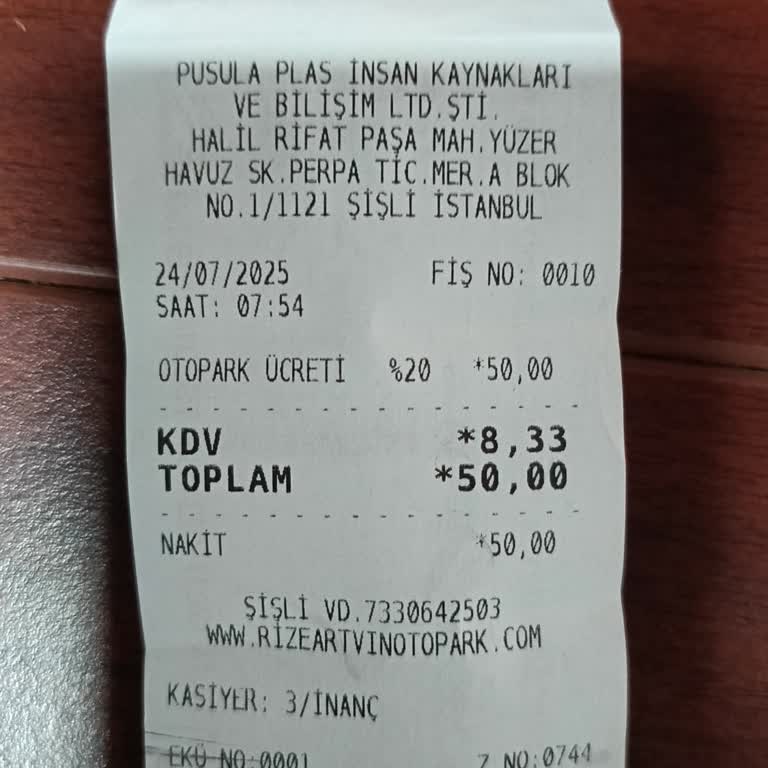 PUSULA PLAS İNSAN KAYNAKLARI
VE BİLİŞİM LTD.ŞTİ.
HALİL RİFAT PAŞA MAH.YÜZER
HAVUZ SK.PERPA TİC.MER.A BLOK
NO.1/1121 ŞİŞLİ İSTANBUL
24/07/2025 FİŞ NO: 0010
SAAT: 07:54
OTOPARK ÜCRETİ %20 *50,00
KDV *8,33
TOPLAM *50,00
NAKİT *50,00
ŞİŞLİ VD.7330642503
WWW.RIZEARTVINOTOPARK.COM
KASİYER: 3/İNANÇ
EKÜ NO:0001 Z NO:0744